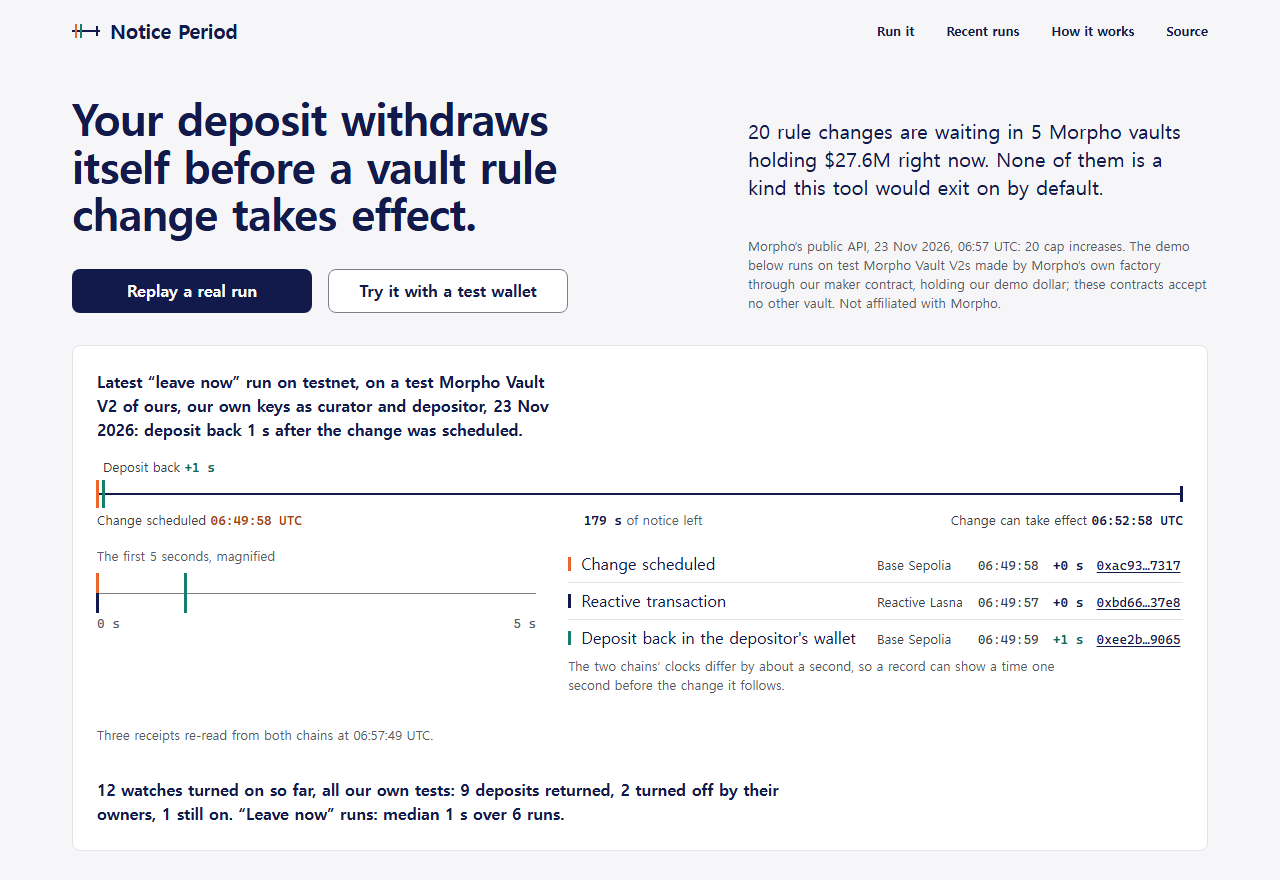 Notice Period
Run it
Recent runs
How it works
Source
Your deposit withdraws
itself before a vault rule
change takes effect.
Replay a real run
Try it with a test wallet
20 rule changes are waiting in 5 Morpho vaults
holding $27.6M right now. None of them is a
kind this tool would exit on by default.
Morpho’s public API, 23 Nov 2026, 06:57 UTC: 20 cap increases. The demo
below runs on test Morpho Vault V2s made by Morpho’s own factory
through our maker contract, holding our demo dollar; these contracts accept
no other vault. Not affiliated with Morpho.
Latest “leave now” run on testnet, on a test Morpho Vault
V2 of ours, our own keys as curator and depositor, 23 Nov
2026: deposit back 1 s after the change was scheduled.
Deposit back +1 s
Change scheduled 06:49:58 UTC
179 s of notice left
Change can take effect 06:52:58 UTC
The first 5 seconds, magnified
0 s
5 s
Change scheduled Base Sepolia 06:49:58 +0 s 0xac93…7317
Reactive transaction Reactive Lasna 06:49:57 +0 s 0xbd66…37e8
Deposit back in the depositor's wallet Base Sepolia 06:49:59 +1 s 0xee2b…9065
The two chains’ clocks differ by about a second, so a record can show a time one
second before the change it follows.
Three receipts re-read from both chains at 06:57:49 UTC.
12 watches turned on so far, all our own tests: 9 deposits returned, 2 turned off by their
owners, 1 still on. “Leave now” runs: median 1 s over 6 runs.